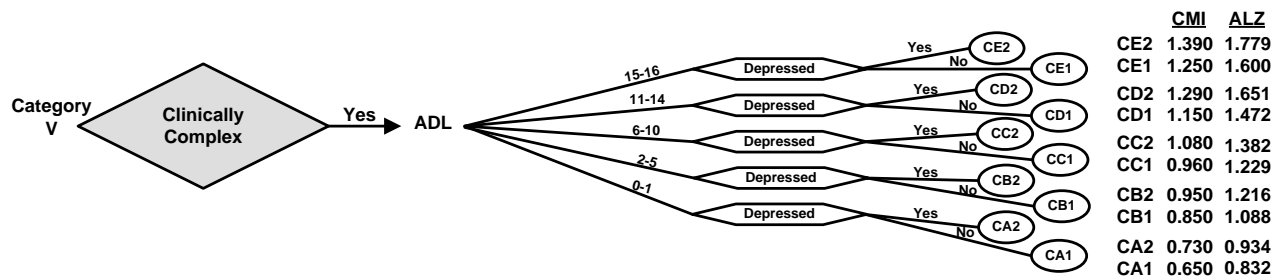 Category
V
Clinically
Complex
Yes
ADL
15-16
Depressed
Yes
CE2
No
CE1
11-14
Depressed
Yes
CD2
No
CD1
6-10
Depressed
Yes
CC2
No
CC1
2-5
Depressed
Yes
CB2
No
CB1
0-1
Depressed
Yes
CA2
No
CA1
CMI ALZ
CE2 1.390 1.779
CE1 1.250 1.600
CD2 1.290 1.651
CD1 1.150 1.472
CC2 1.080 1.382
CC1 0.960 1.229
CB2 0.950 1.216
CB1 0.850 1.088
CA2 0.730 0.934
CA1 0.650 0.832